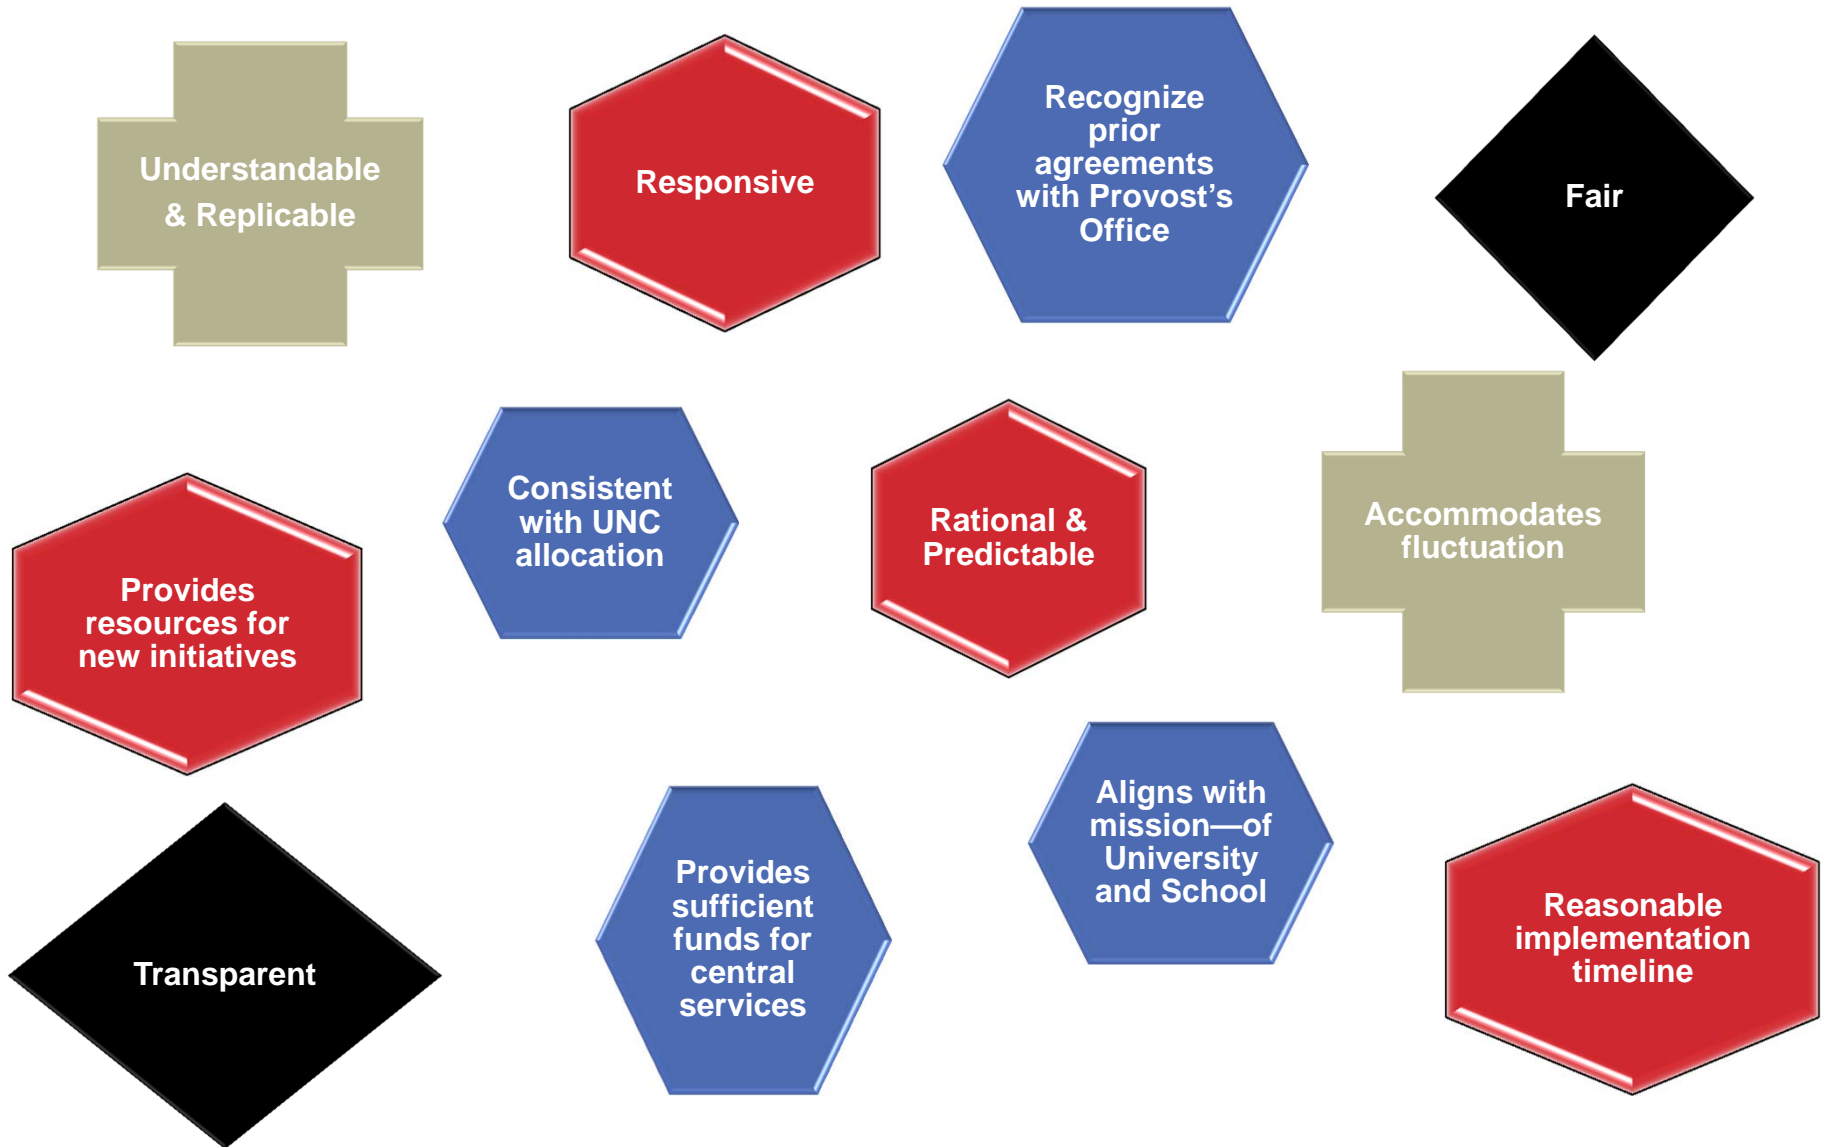 Understandable
& Replicable
Responsive
Recognize
prior
agreements
with Provost’s
Office
Fair
Consistent
with UNC
allocation
Rational &
Predictable
Accommodates
fluctuation
Provides
resources for
new initiatives
Transparent
Provides
sufficient
funds for
central
services
Aligns with
mission—of
University
and School
Reasonable
implementation
timeline